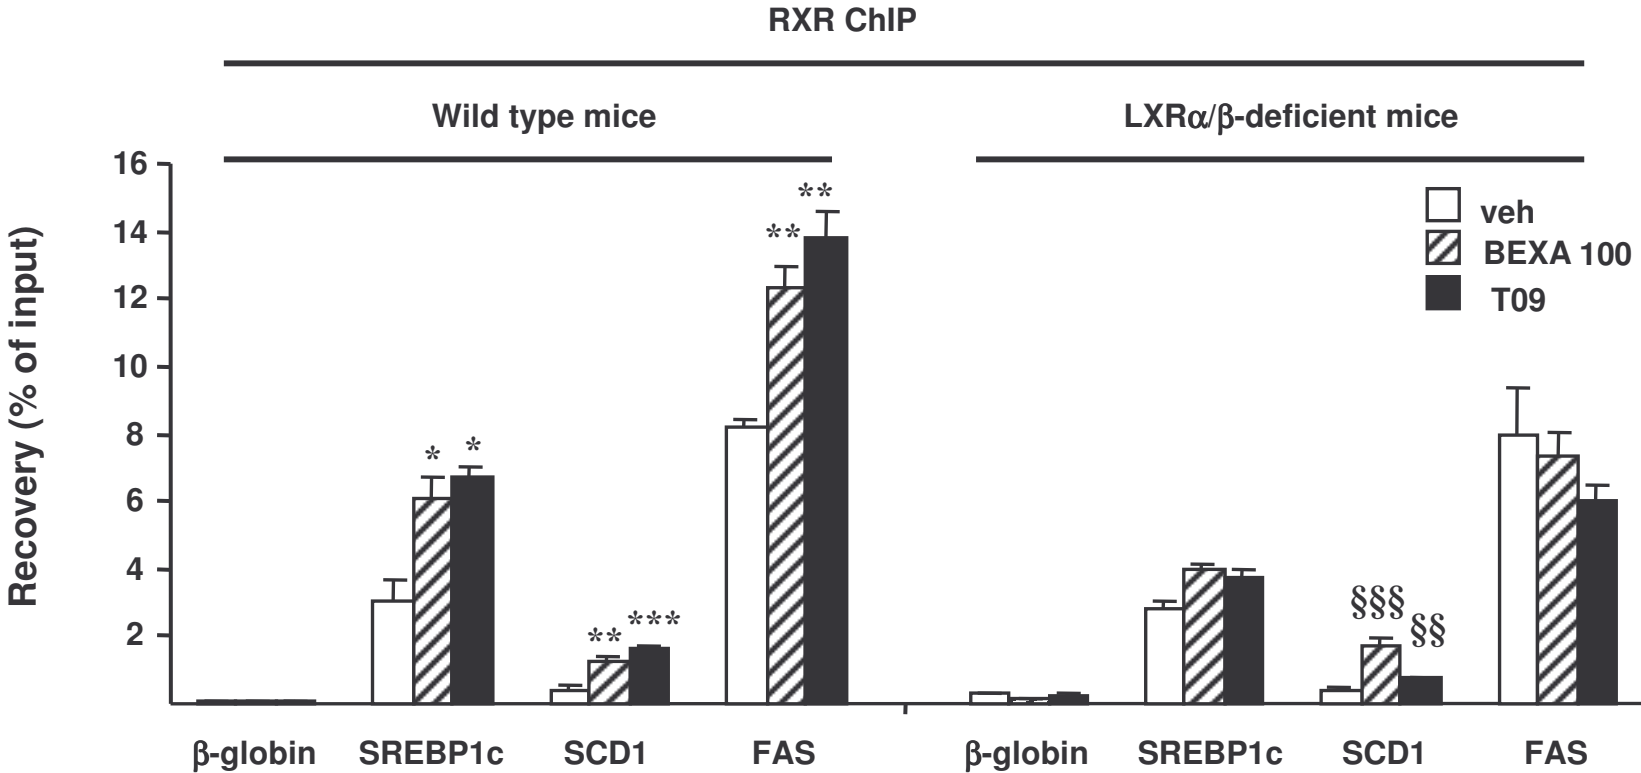 RXR ChIP
Wild type mice
LXRα/β-deficient mice
Recovery (% of input)
16
14
12
10
8
6
4
2
** **
* *
** ***
veh
BEXA 100
T09
§§§
§§
β-globin SREBP1c SCD1 FAS β-globin SREBP1c SCD1 FAS